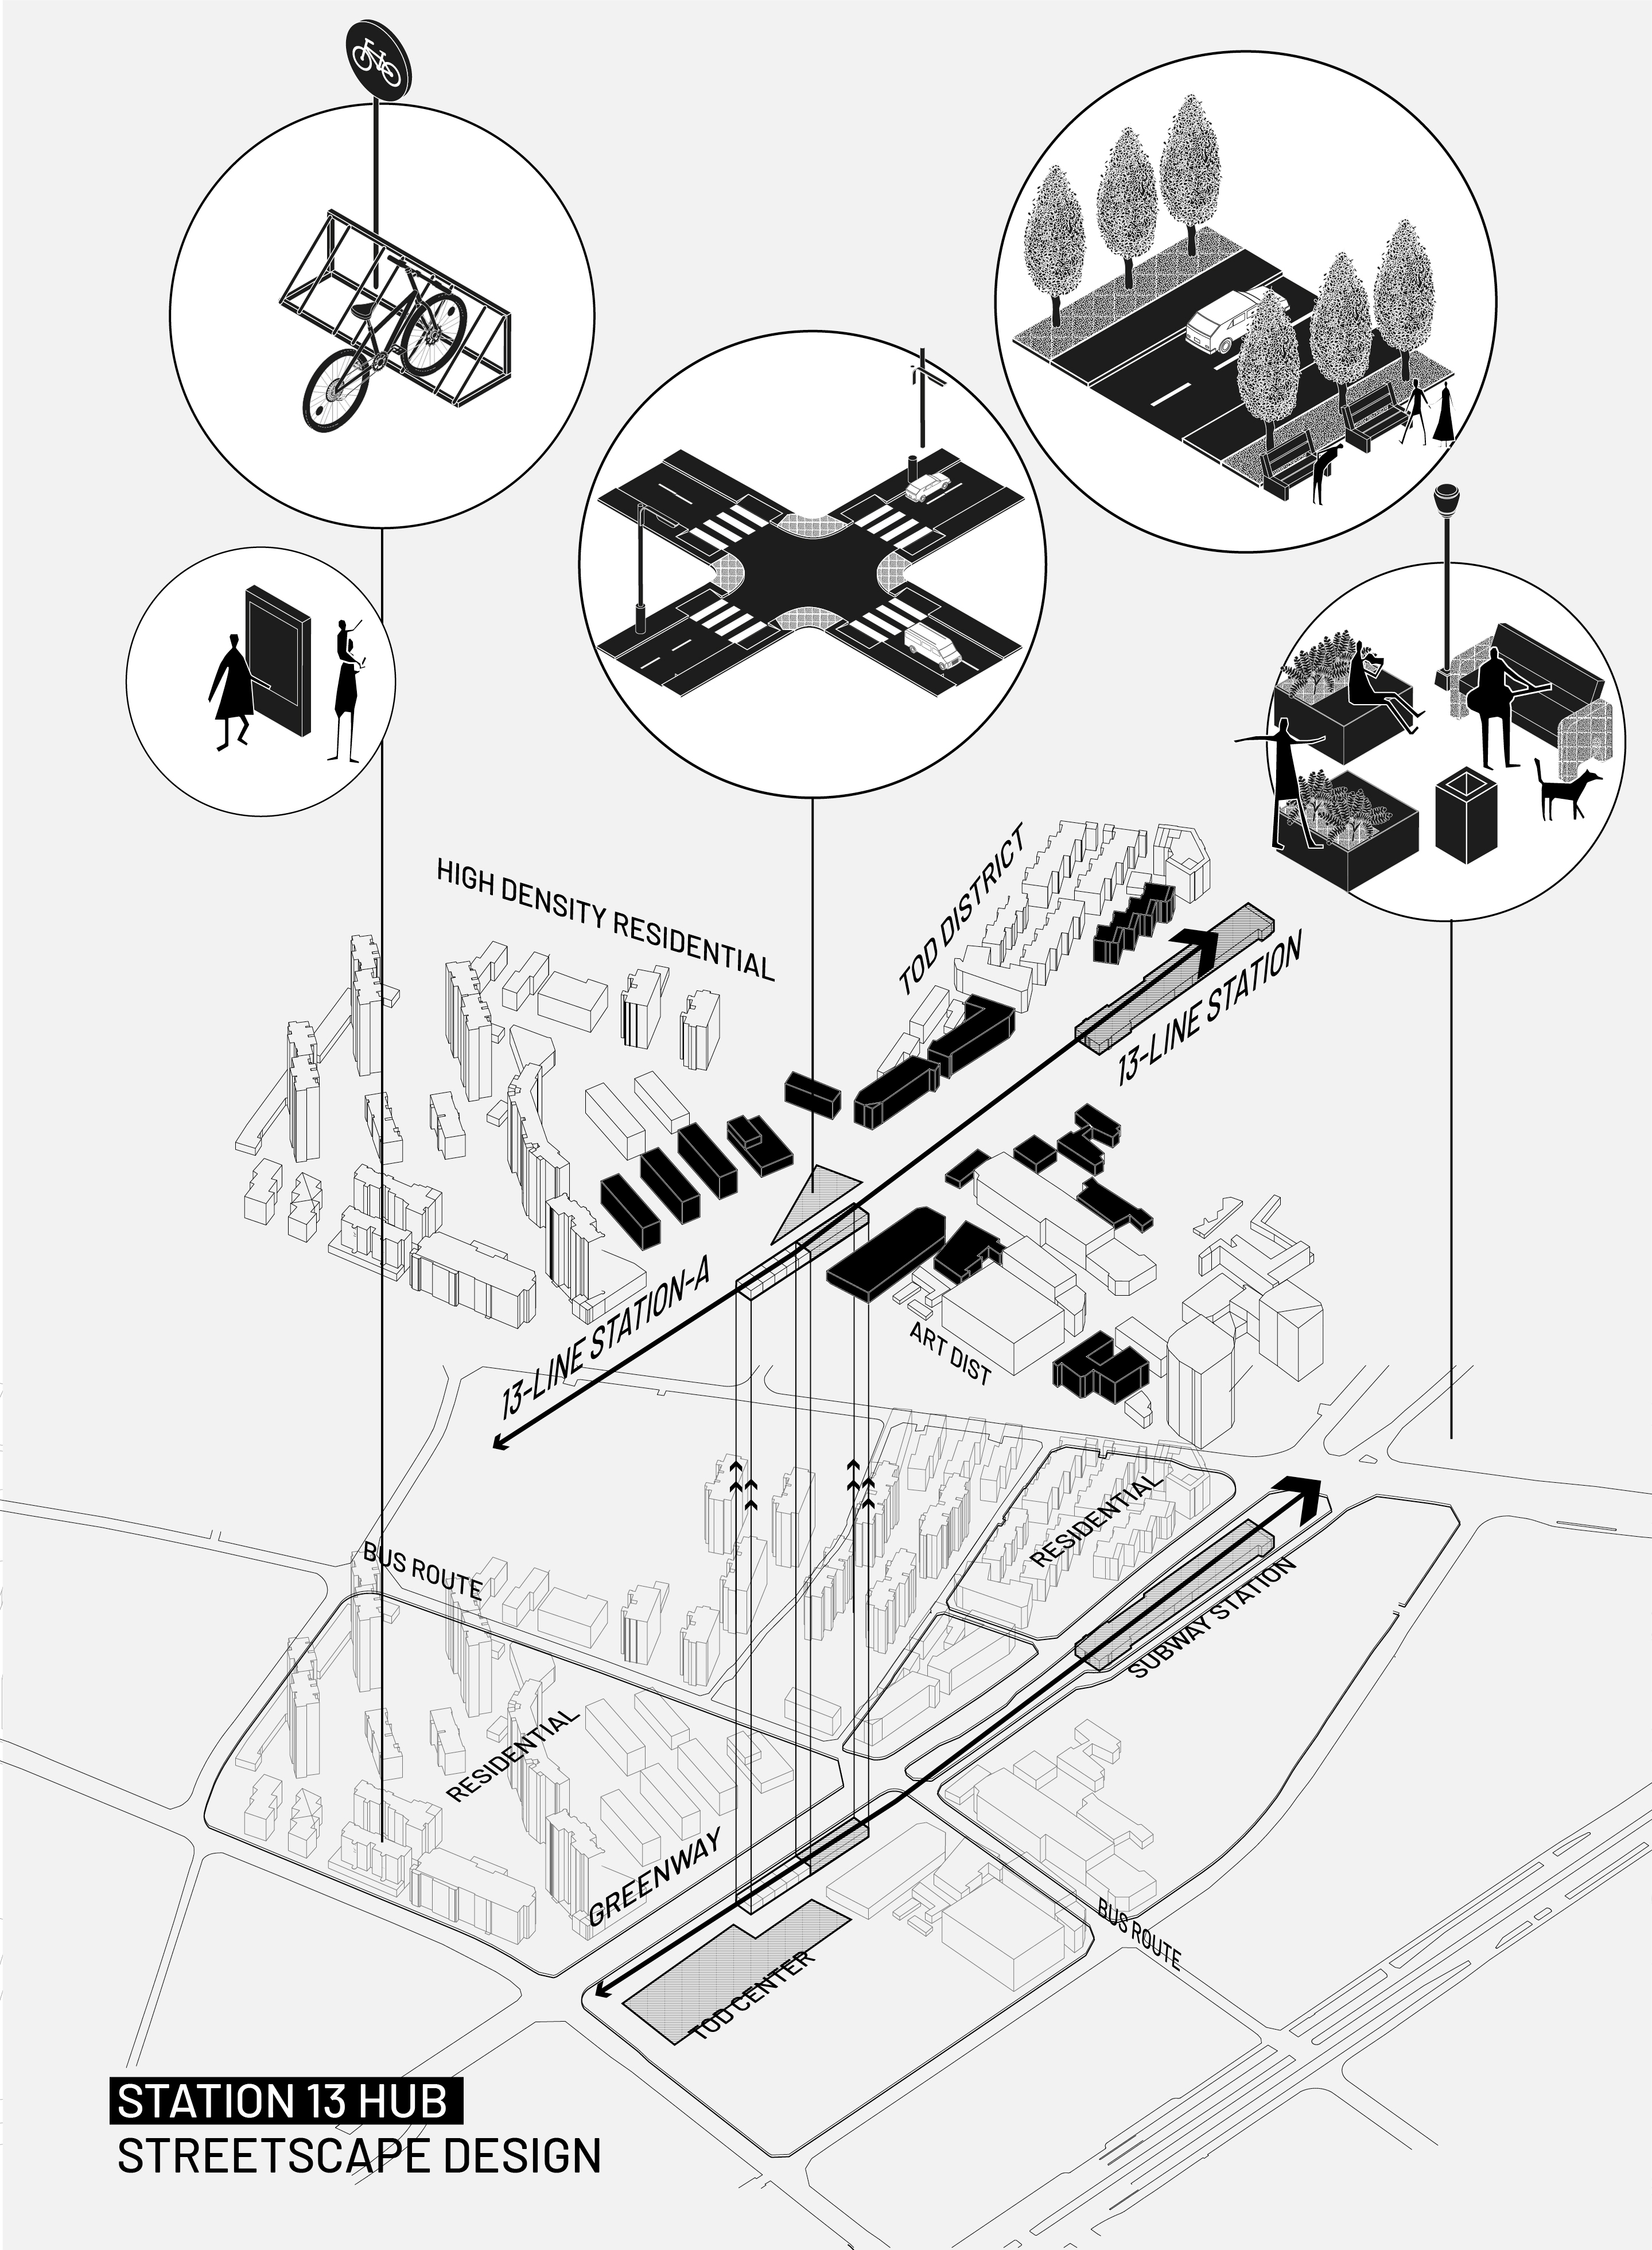 HIGH DENSITY RESIDENTIAL
TOD DISTRICT
13-LINE STATION
13-LINE STATION-A
ART DIST
BUS ROUTE
RESIDENTIAL
SUBWAY STATION
RESIDENTIAL
GREENWAY
BUS ROUTE
TOD CENTER
STATION 13 HUB
STREETSCAPE DESIGN